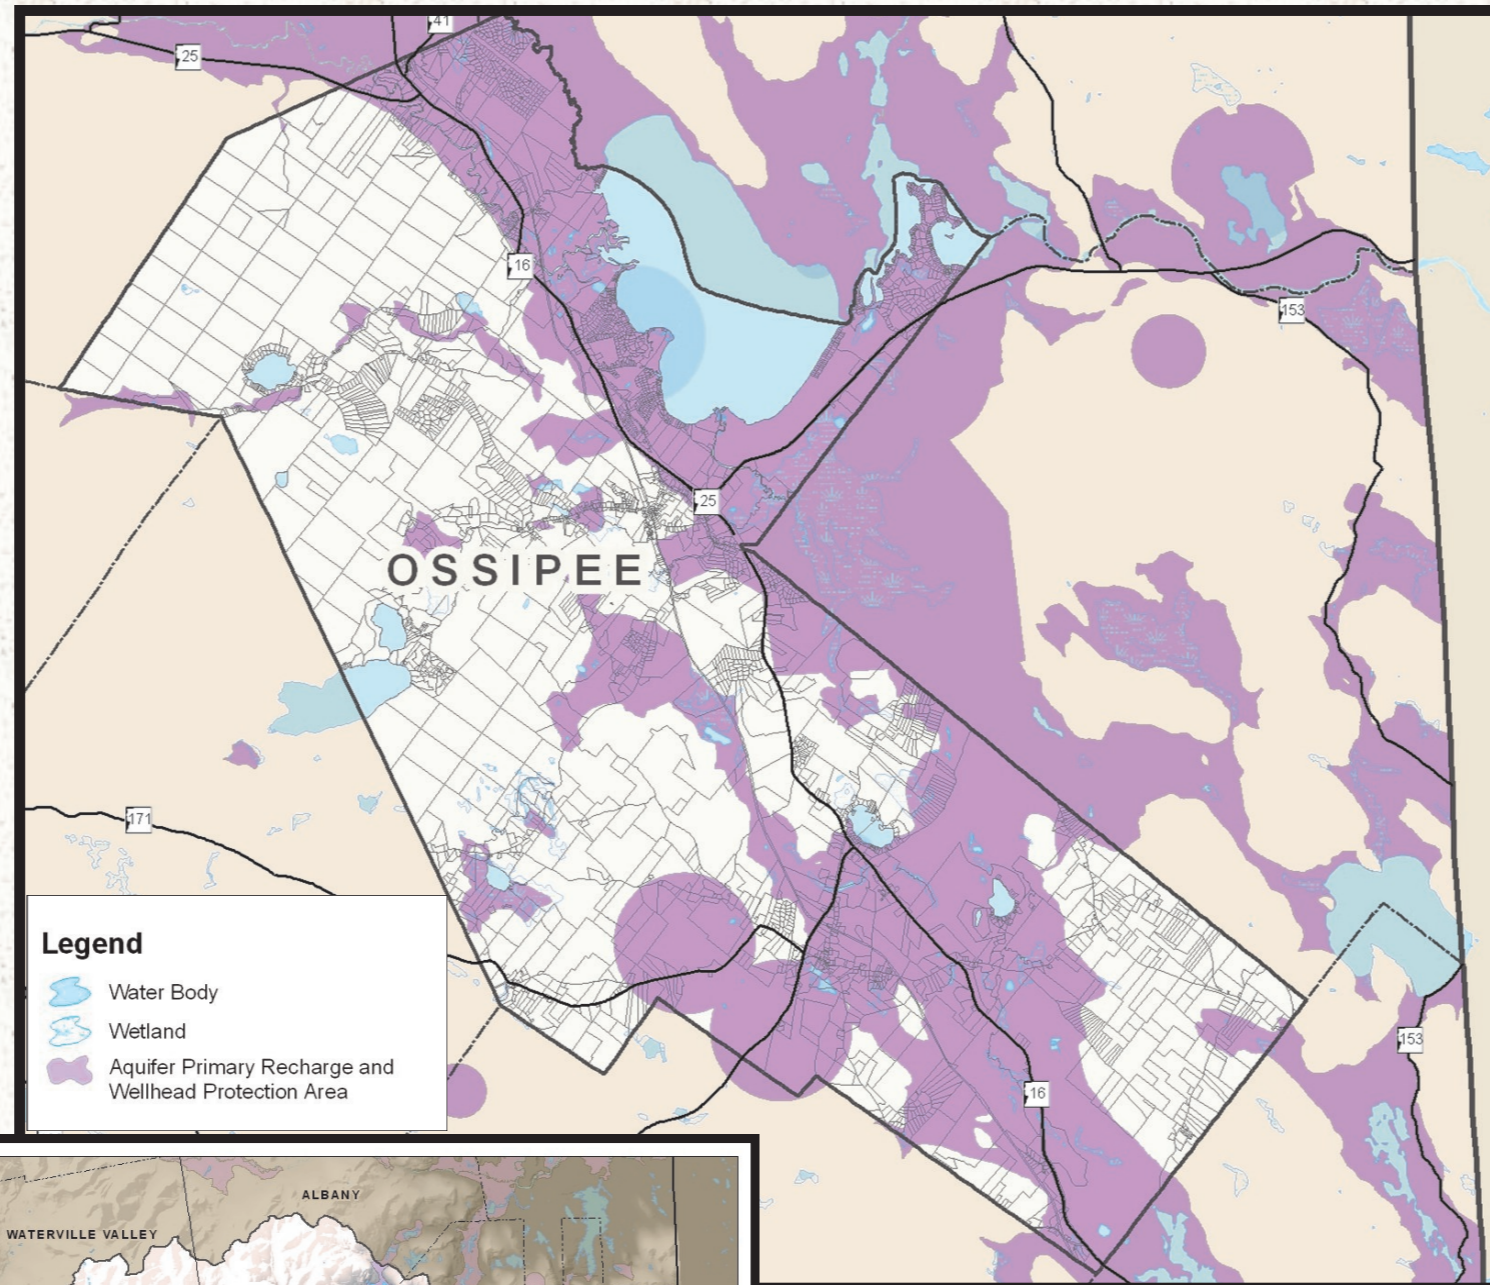 41
25
16
153
25
OSSIPEE
171
Legend
Water Body
Wetland
Aquifer Primary Recharge and
Wellhead Protection Area
153
16
ALBANY
WATERVILLE VALLEY